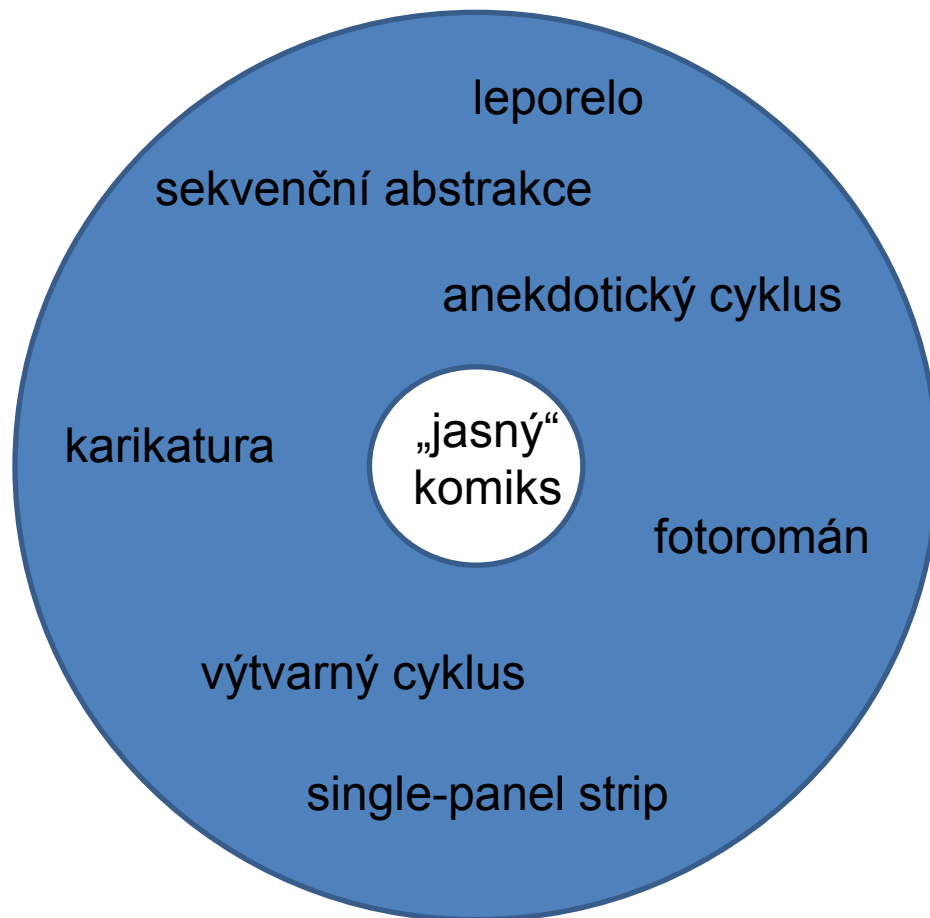 leporelo
sekvenční abstrakce
anekdotický cyklus
„jasný“
komiks
karikatura
fotoromán
výtvarný cyklus
single-panel strip